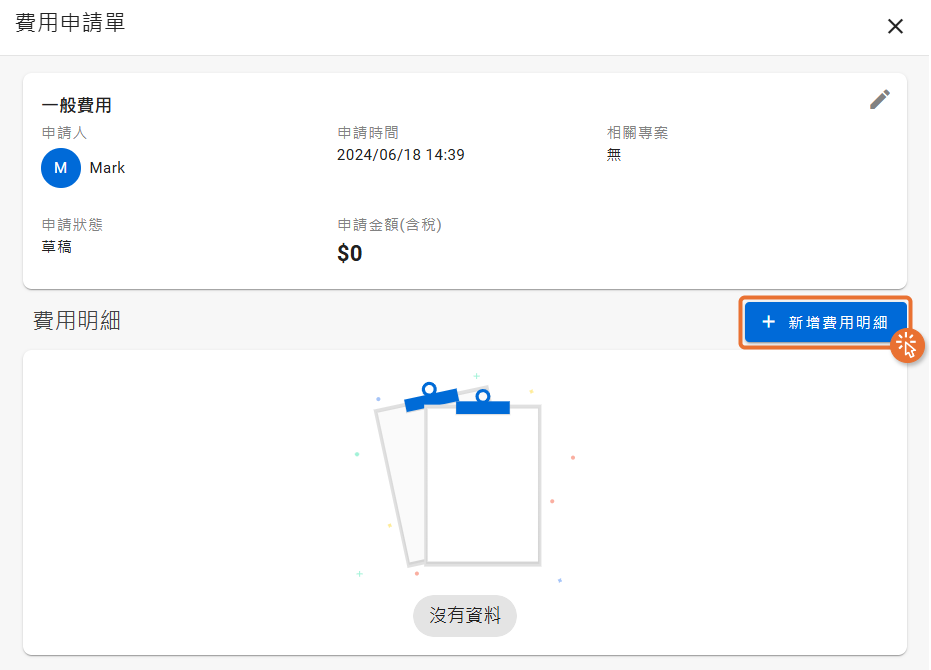 費用申請單
一般費用
申請人
申請時間
相關專案
M Mark
2024/06/18 14:39
無
申請狀態
申請金額(含稅)
草稿
$0
費用明細
+ 新增費用明細
沒有資料